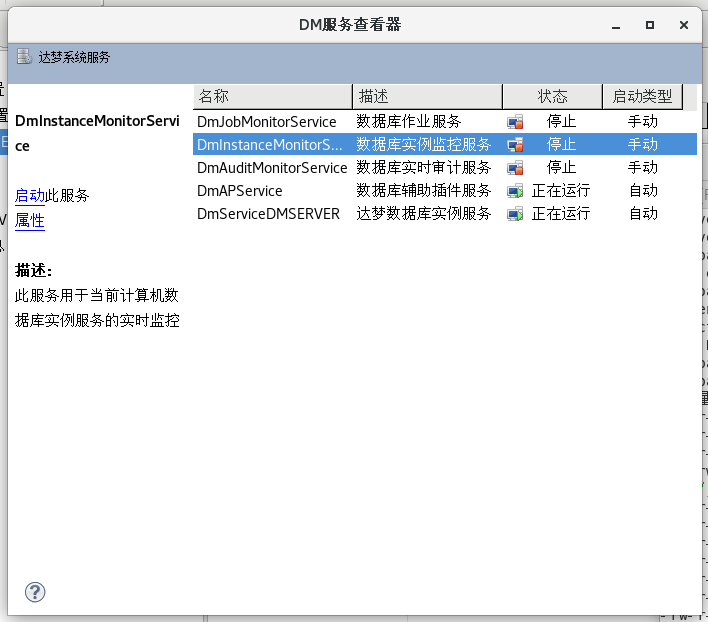 DM服务查看器
达梦系统服务
DmInstanceMonitorServi
ce
启动此服务
属性
描述:
此服务用于当前计算机数
据库实例服务的实时监控
名称 描述 状态 启动类型
DmJobMonitorService 数据库作业服务 停止 手动
DmInstanceMonitorS... 数据库实例监控服务 停止 手动
DmAuditMonitorService 数据库实时审计服务 停止 手动
DmAPService 数据库辅助插件服务 正在运行 自动
DmServiceDMSERVER 达梦数据库实例服务 正在运行 自动
?